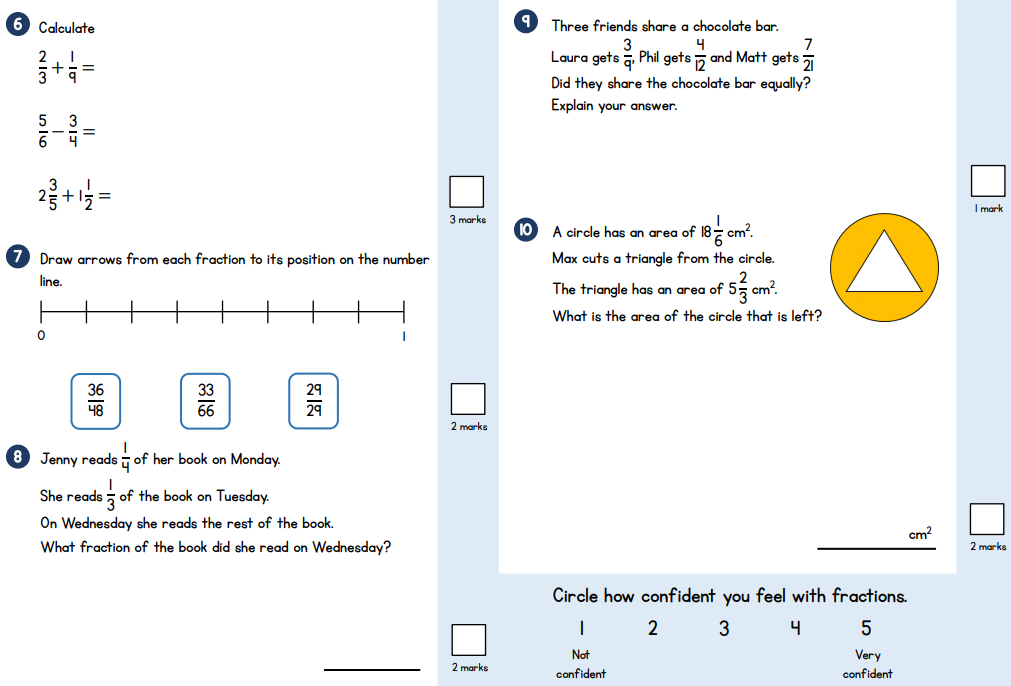 6 Calculate
2/3 + 1/9 =
5/6 − 3/4 =
2 3/5 + 1 1/2 =
3 marks
7 Draw arrows from each fraction to its position on the number
line.
0 1
36/48 33/66 29/29
2 marks
8 Jenny reads 1/4 of her book on Monday.
She reads 1/3 of the book on Tuesday.
On Wednesday she reads the rest of the book.
What fraction of the book did she read on Wednesday?
2 marks
9 Three friends share a chocolate bar.
Laura gets 3/9, Phil gets 4/12 and Matt gets 7/21
Did they share the chocolate bar equally?
Explain your answer.
1 mark
10 A circle has an area of 18 1/6 cm².
Max cuts a triangle from the circle.
The triangle has an area of 5 2/3 cm².
What is the area of the circle that is left?
cm²
2 marks
Circle how confident you feel with fractions.
1 2 3 4 5
Not Very
confident confident